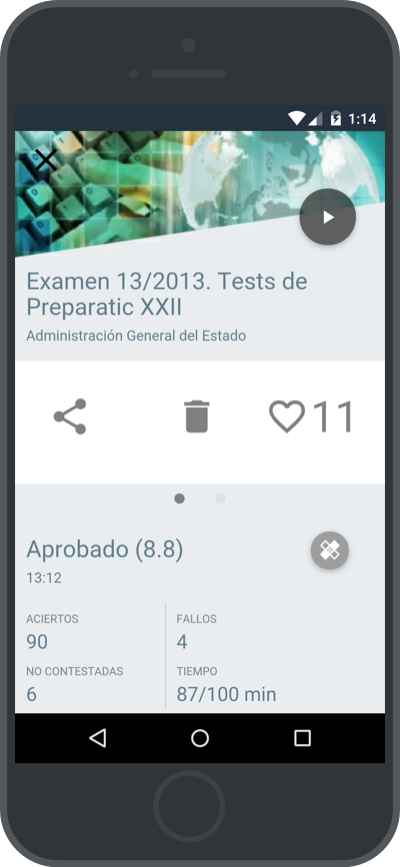 1:14
Examen 13/2013. Tests de
Preparatic XXII
Administración General del Estado
11
Aprobado (8.8)
13:12
ACIERTOS
FALLOS
90
4
NO CONTESTADAS
TIEMPO
6
87/100 min